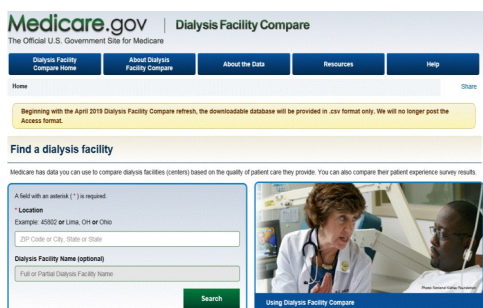 Medicare.gov | Dialysis Facility Compare
The Official U.S. Government Site for Medicare
Dialysis Facility
Compare Home
About Dialysis
Facility Compare
About the Data
Resources
Help
Home
Share
Beginning with the April 2019 Dialysis Facility Compare refresh, the downloadable database will be provided in .csv format only. We will no longer post the
Access format.
Find a dialysis facility
Medicare has data you can use to compare dialysis facilities (centers) based on the quality of patient care they provide. You can also compare their patient experience survey results.
A field with an asterisk (*) is required.
* Location
Example: 45802 or Lima, OH or Ohio
ZIP Code or City, State or State
Dialysis Facility Name (optional)
Full or Partial Dialysis Facility Name
Search
Photo: National Kidney Foundation
Using Dialysis Facility Compare